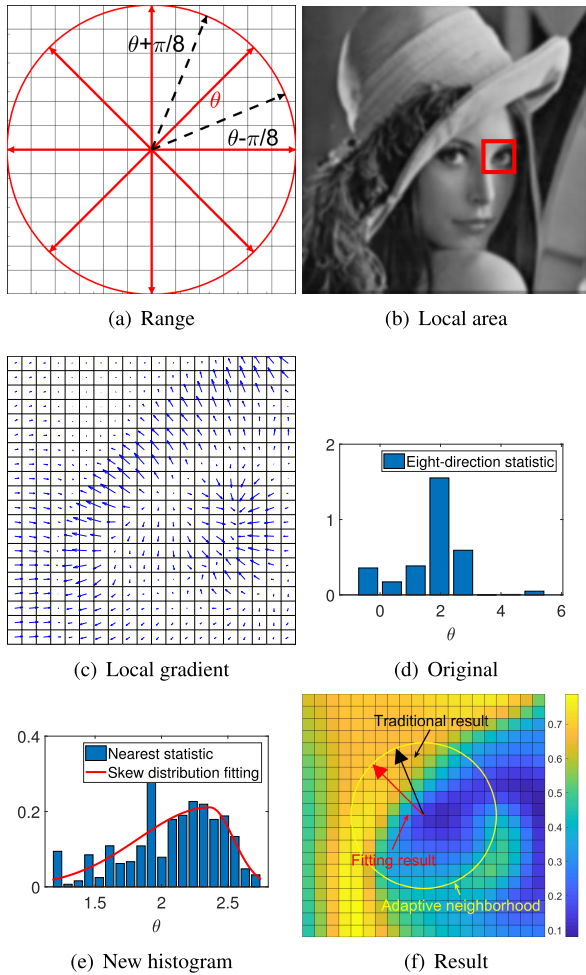 θ+π/8
θ
θ-π/8
(a) Range
(b) Local area
(c) Local gradient
2
Eight-direction statistic
1
0
0 2 4 6
θ
(d) Original
0.4
Nearest statistic
Skew distribution fitting
0.2
0
1.5 2 2.5
θ
(e) New histogram
Traditional result
Fitting result
Adaptive neighborhood
0.7
0.6
0.5
0.4
0.3
0.2
0.1
(f) Result